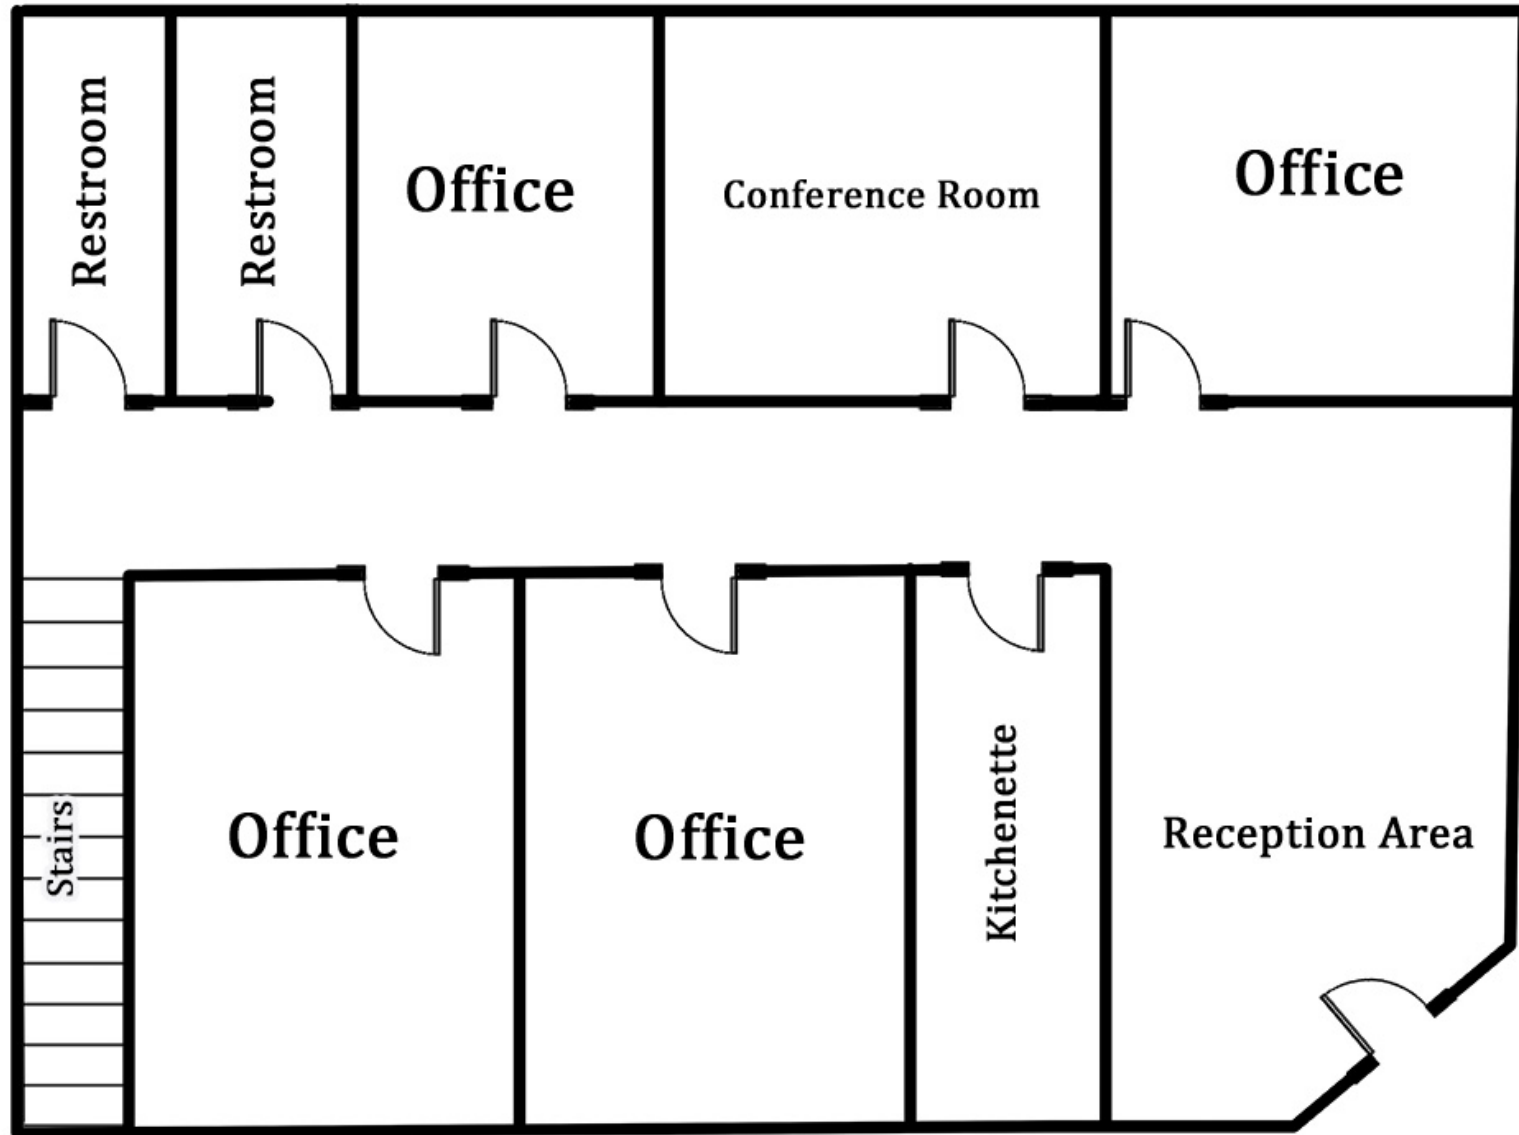 Restroom
Restroom
Office
Conference Room
Office
Stairs
Office
Office
Kitchenette
Reception Area